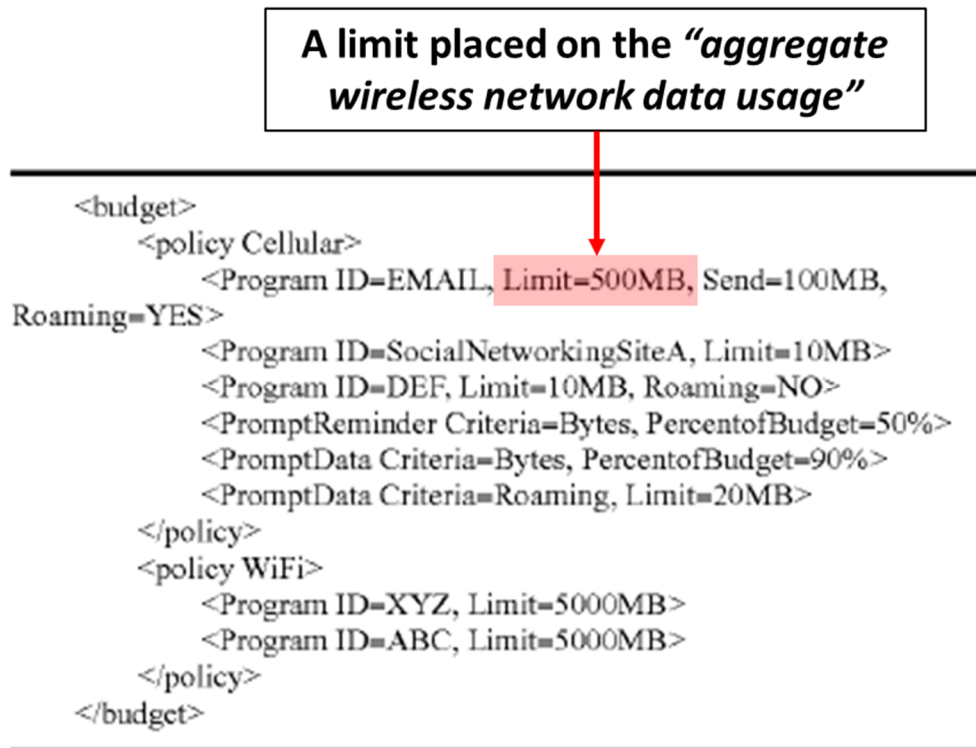 A limit placed on the “aggregate
wireless network data usage”
<budget>
<policy Cellular>
<Program ID=EMAIL, Limit=500MB, Send=100MB,
Roaming=YES>
<Program ID=SocialNetworkingSiteA, Limit=10MB>
<Program ID=DEF, Limit=10MB, Roaming=NO>
<PromptReminder Criteria=Bytes, PercentofBudget=50%>
<PromptData Criteria=Bytes, PercentofBudget=90%>
<PromptData Criteria=Roaming, Limit=20MB>
</policy>
<policy WiFi>
<Program ID=XYZ, Limit=5000MB>
<Program ID=ABC, Limit=5000MB>
</policy>
</budget>